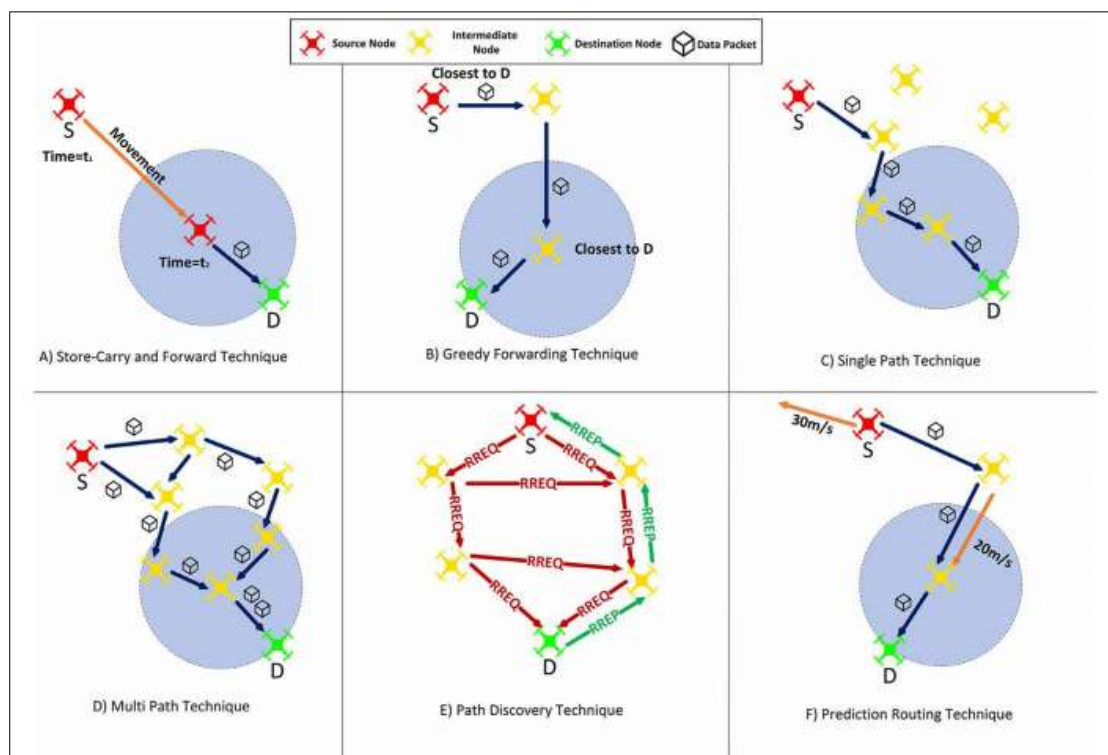 Source Node
Intermediate
Node
Destination Node
Data Packet
S
Time=t₁
Movement
Time=t₂
D
A) Store-Carry and Forward Technique
Closest to D
S
Closest to D
D
B) Greedy Forwarding Technique
S
D
C) Single Path Technique
S
D
D) Multi Path Technique
S
RREP
RREQ
RREQ
RREQ
RREQ
RREQ
RREP
RREQ
RREQ
RREQ
RREP
D
E) Path Discovery Technique
30m/s
S
20m/s
D
F) Prediction Routing Technique